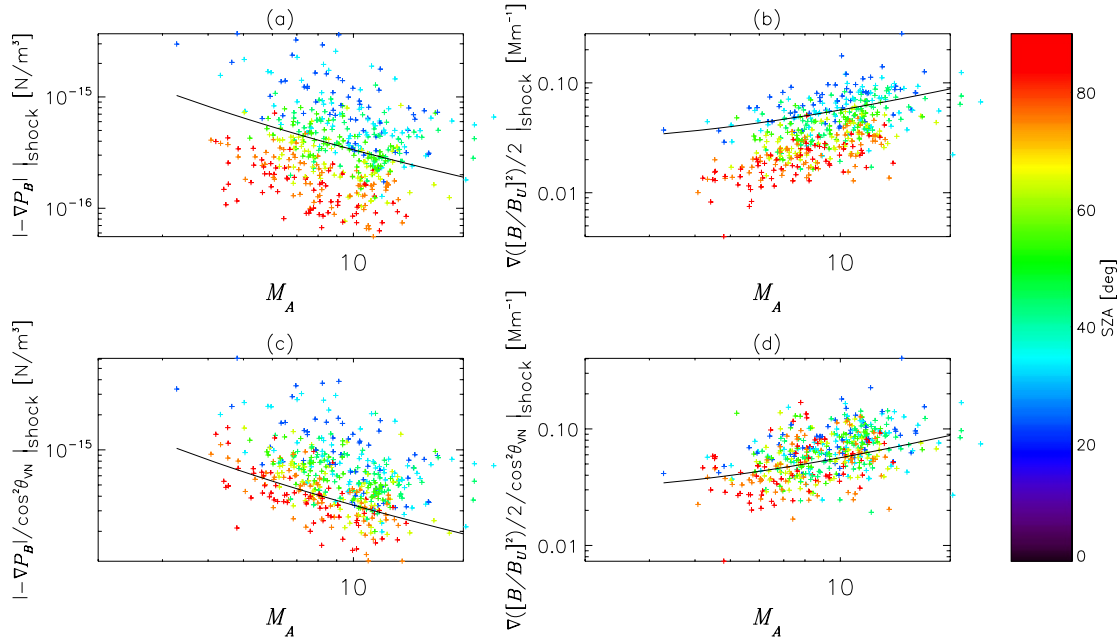 (a)
|−∇P_B| |shock [N/m³]
10⁻¹⁵
10⁻¹⁶
10
M_A
(b)
∇([B/B_U]²)/2 |shock [Mm⁻¹]
0.10
0.01
10
M_A
(c)
|−∇P_B|/cos²θ_VN |shock [N/m³]
10⁻¹⁵
10
M_A
(d)
∇([B/B_U]²)/2/cos²θ_VN |shock [Mm⁻¹]
0.10
0.01
10
M_A
80
60
40
20
0
SZA [deg]